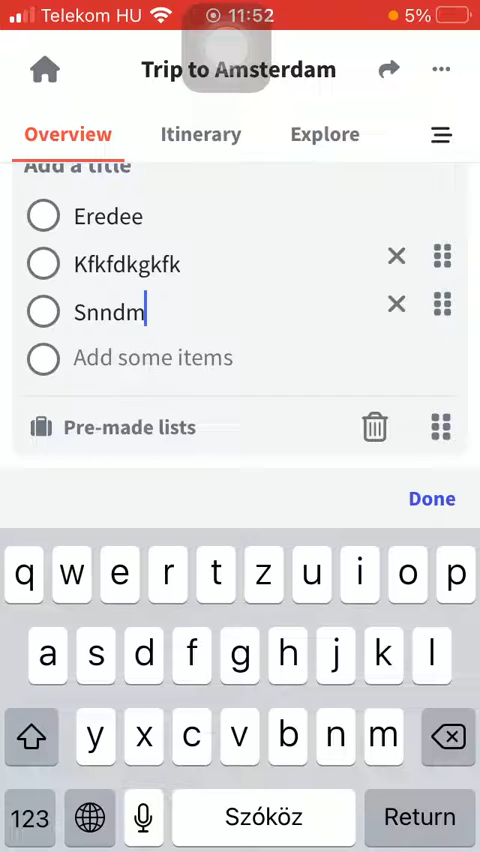 Telekom HU 11:52 5%
Trip to Amsterdam
Overview Itinerary Explore
Add a title
Eredee
Kfkfdkgkfk
Snndm
Add some items
Pre-made lists
Done
q w e r t z u i o p
a s d f g h j k l
y x c v b n m
123 Szóköz Return